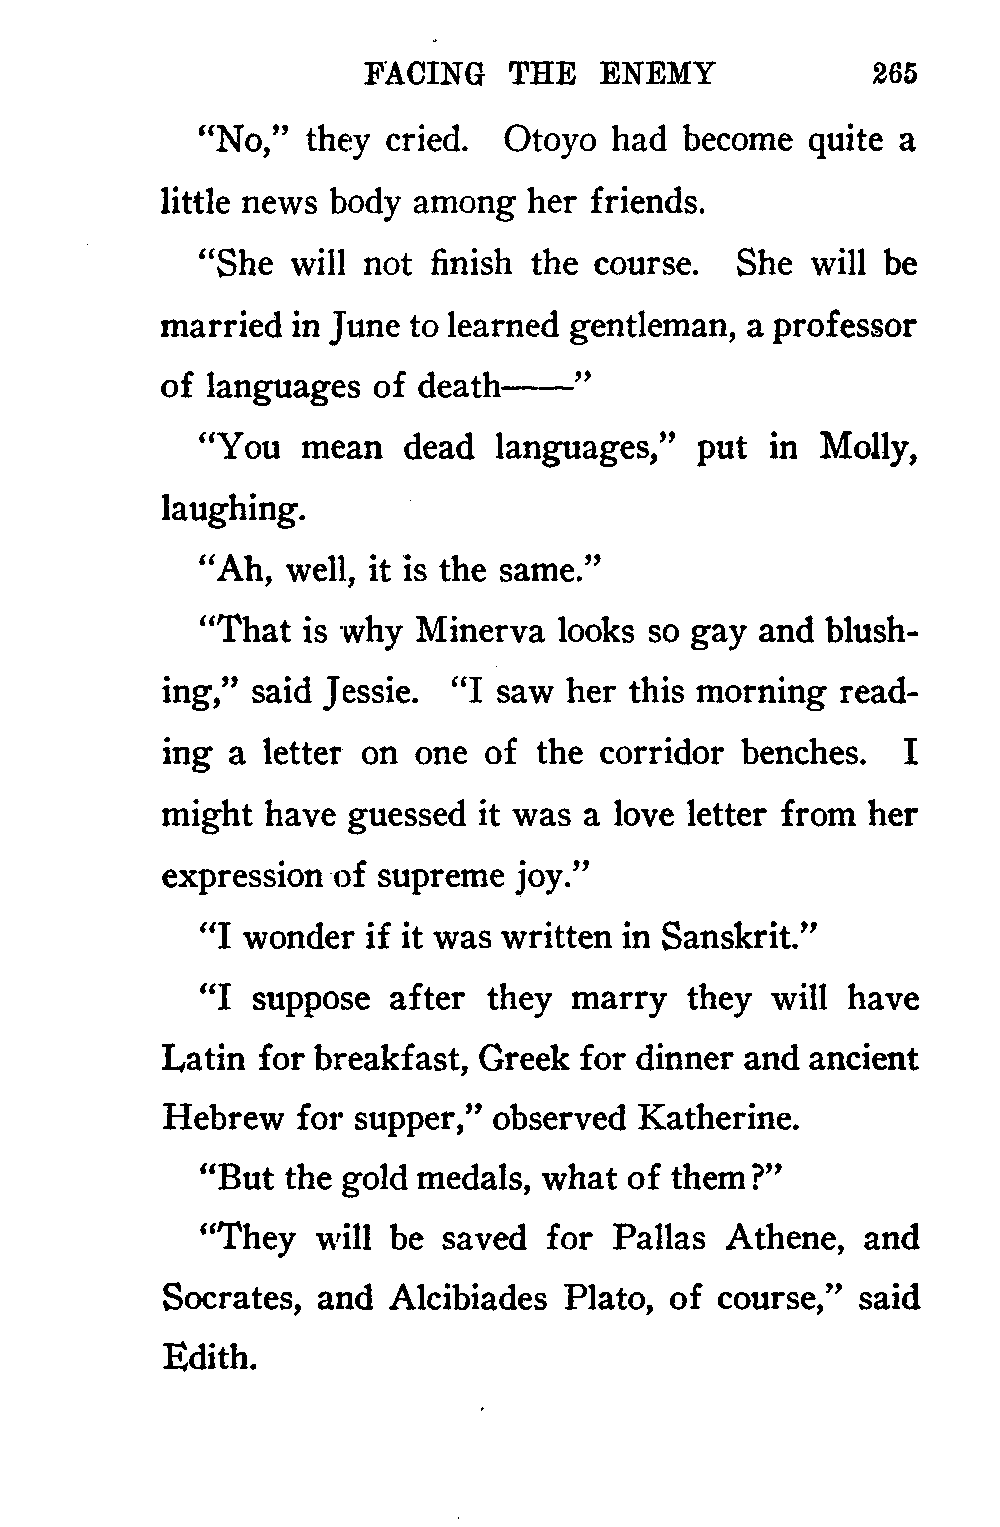 FACING THE ENEMY 265
“No,” they cried. Otoyo had become quite a
little news body among her friends.
“She will not finish the course. She will be
married in June to learned gentleman, a professor
of languages of death——”
“You mean dead languages,” put in Molly,
laughing.
“Ah, well, it is the same.”
“That is why Minerva looks so gay and blush-
ing,” said Jessie. “I saw her this morning read-
ing a letter on one of the corridor benches. I
might have guessed it was a love letter from her
expression of supreme joy.”
“I wonder if it was written in Sanskrit.”
“I suppose after they marry they will have
Latin for breakfast, Greek for dinner and ancient
Hebrew for supper,” observed Katherine.
“But the gold medals, what of them?”
“They will be saved for Pallas Athene, and
Socrates, and Alcibiades Plato, of course,” said
Edith.